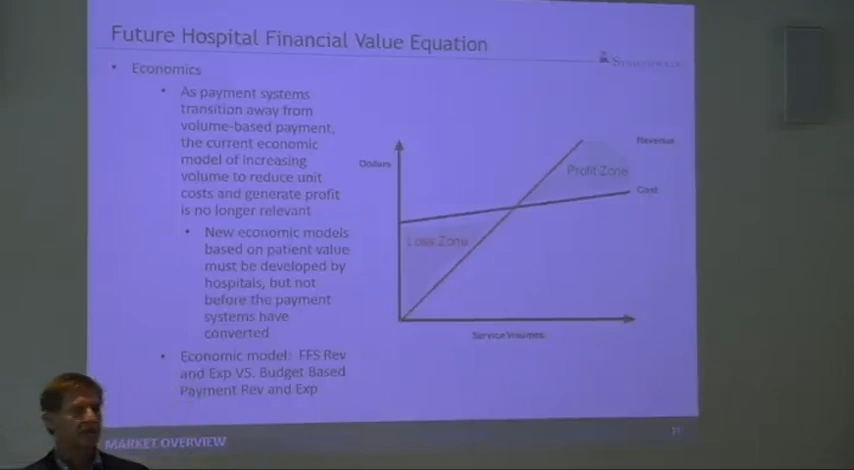 Future Hospital Financial Value Equation
• Economics
• As payment systems
transition away from
volume-based payment,
the current economic
model of increasing
volume to reduce unit
costs and generate profit
is no longer relevant
• New economic models
based on patient value
must be developed by
hospitals, but not
before the payment
systems have
converted
• Economic model: FFS Rev
and Exp VS. Budget Based
Payment Rev and Exp
Dollars
Revenue
Profit Zone
Cost
Loss Zone
Service Volumes
MARKET OVERVIEW